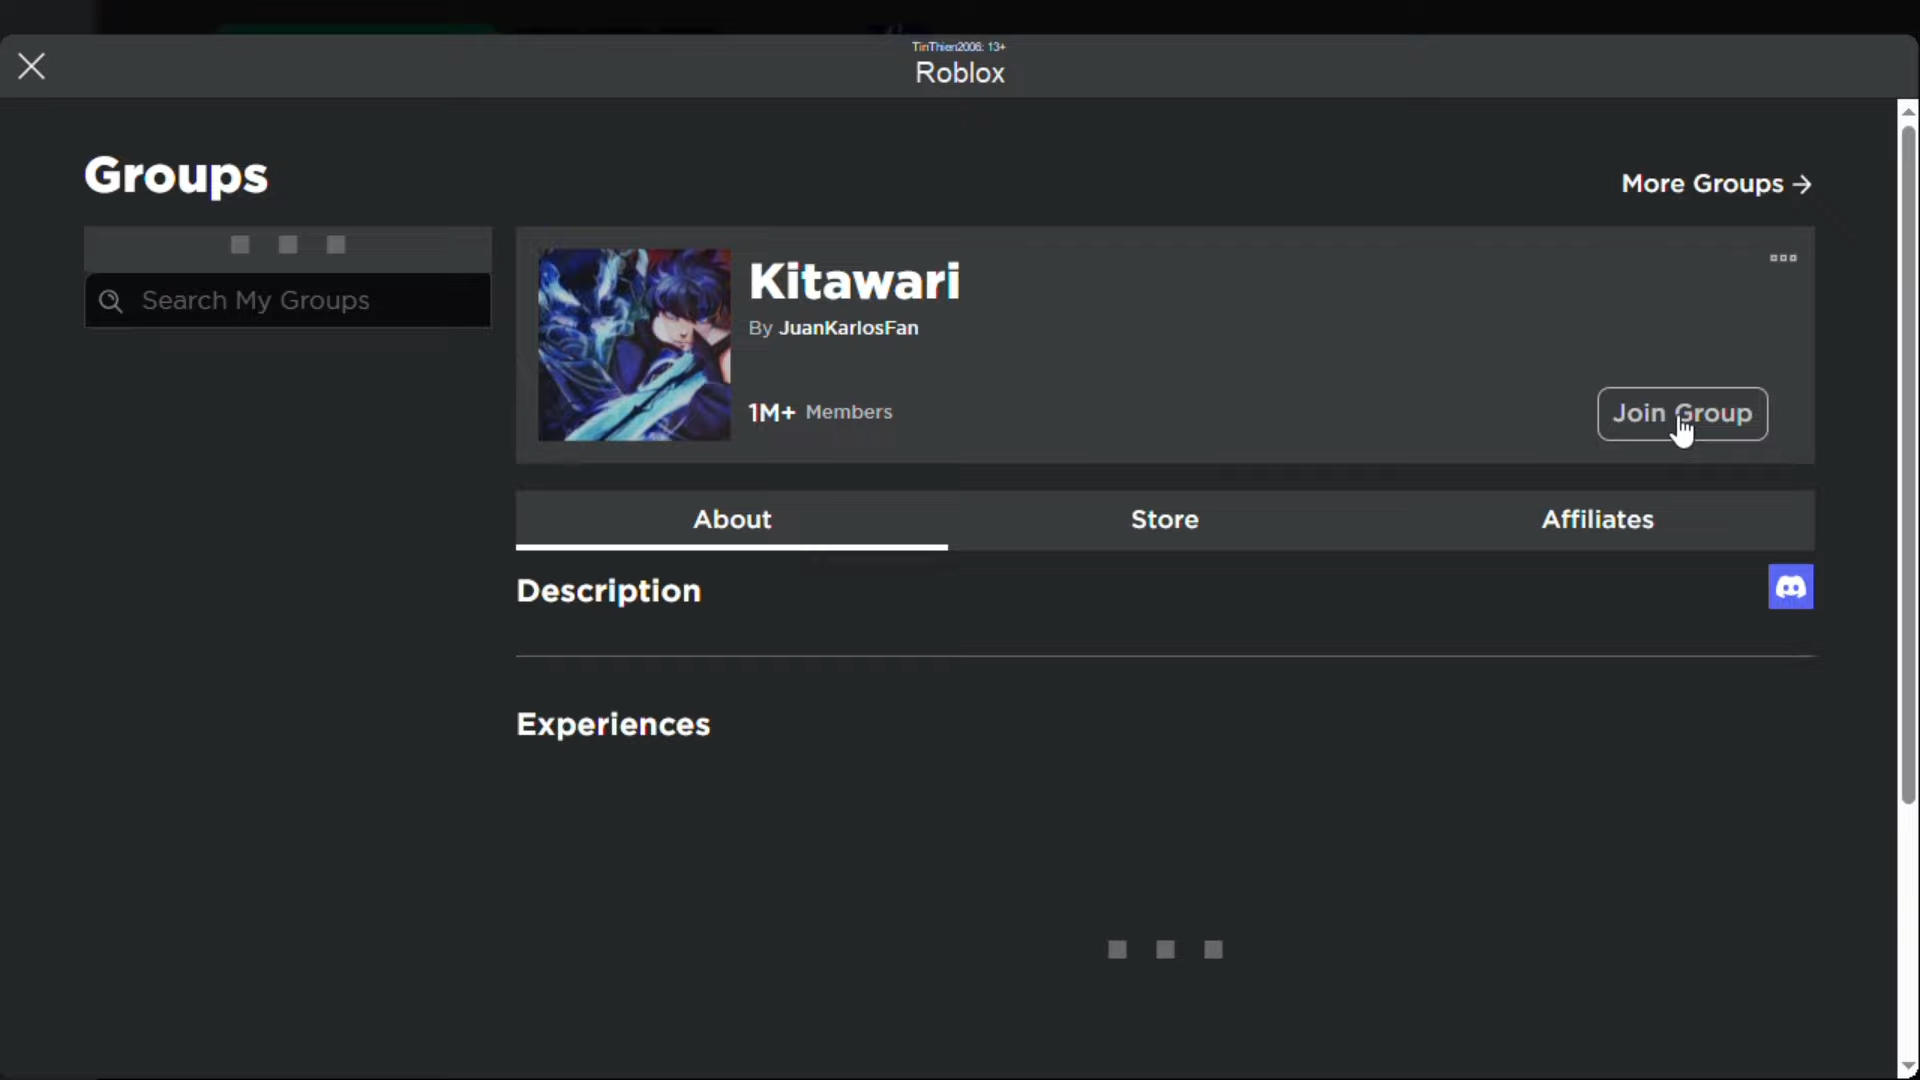 TinThien2006: 13+
Roblox
Groups
More Groups →
Search My Groups
Kitawari
By JuanKarlosFan
1M+ Members
Join Group
About
Store
Affiliates
Description
Experiences